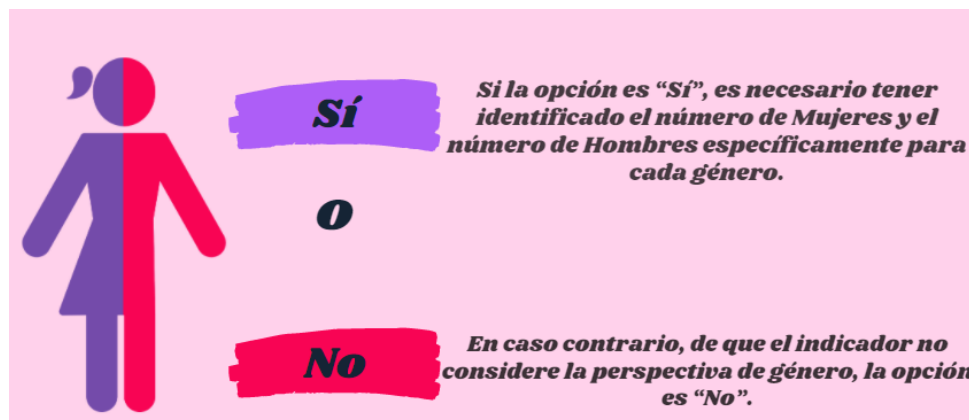 Sí
Si la opción es “Sí”, es necesario tener
identificado el número de Mujeres y el
número de Hombres específicamente para
cada género.
O
No
En caso contrario, de que el indicador no
considere la perspectiva de género, la opción
es “No”.